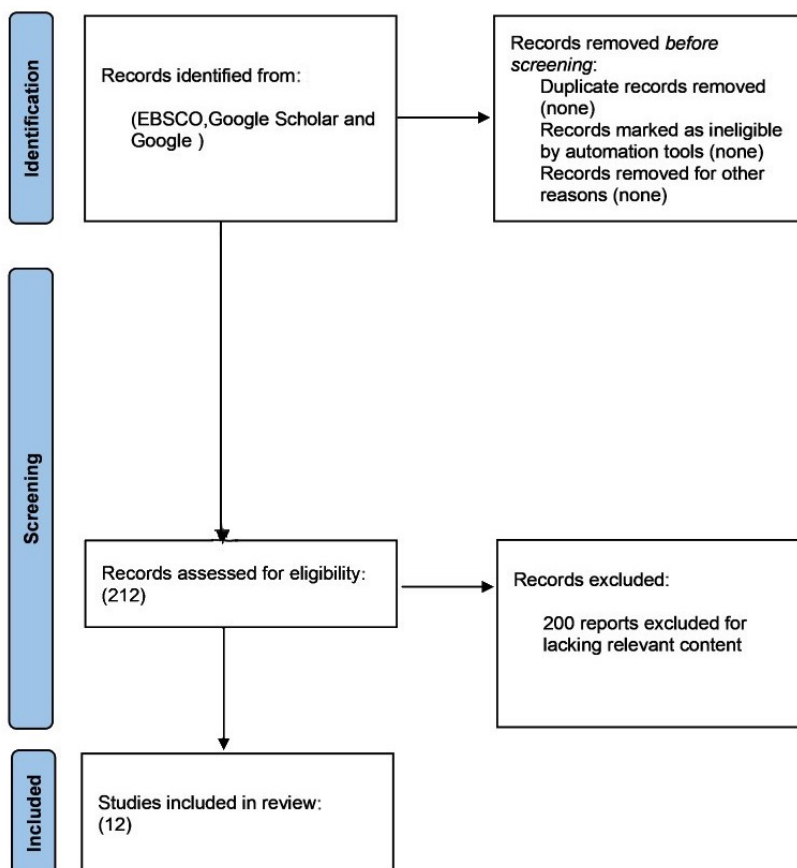 Identification
Records identified from:
(EBSCO,Google Scholar and
Google )
Records removed before
screening:
Duplicate records removed
(none)
Records marked as ineligible
by automation tools (none)
Records removed for other
reasons (none)
Screening
Records assessed for eligibility:
(212)
Records excluded:
200 reports excluded for
lacking relevant content
Included
Studies included in review:
(12)